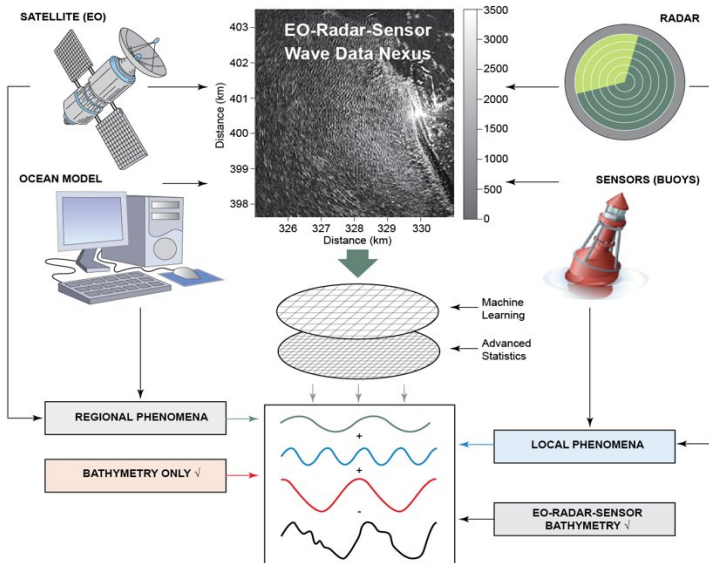 SATELLITE (EO)
EO-Radar-Sensor
Wave Data Nexus
RADAR
403
402
401
400
399
398
Distance (km)
326
327
328
329
330
Distance (km)
3500
3000
2500
2000
1500
1000
500
0
OCEAN MODEL
SENSORS (BUOYS)
Machine
Learning
Advanced
Statistics
REGIONAL PHENOMENA
BATHYMETRY ONLY √
+
+
-
LOCAL PHENOMENA
EO-RADAR-SENSOR
BATHYMETRY √